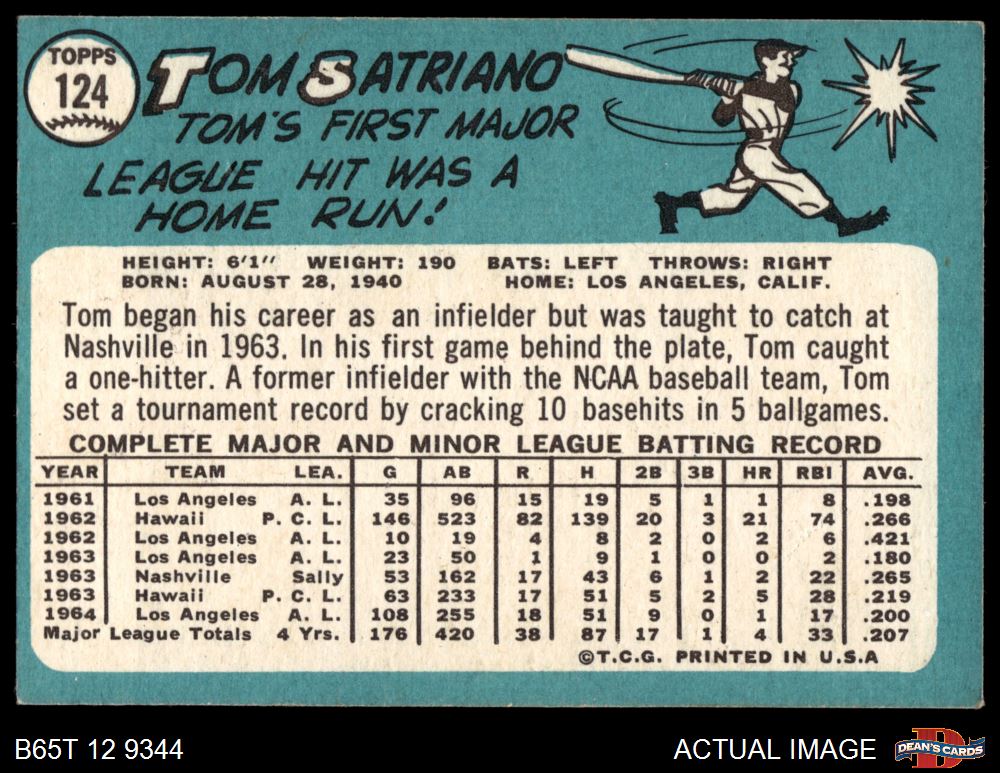 TOPPS
124
TOM SATRIANO
TOM'S FIRST MAJOR
LEAGUE HIT WAS A
HOME RUN!
HEIGHT: 6'1" WEIGHT: 190 BATS: LEFT THROWS: RIGHT
BORN: AUGUST 28, 1940 HOME: LOS ANGELES, CALIF.
Tom began his career as an infielder but was taught to catch at
Nashville in 1963. In his first game behind the plate, Tom caught
a one-hitter. A former infielder with the NCAA baseball team, Tom
set a tournament record by cracking 10 basehits in 5 ballgames.
COMPLETE MAJOR AND MINOR LEAGUE BATTING RECORD
YEAR TEAM LEA. G AB R H 2B 3B HR RBI AVG.
1961 Los Angeles A. L. 35 96 15 19 5 1 1 8 .198
1962 Hawaii P. C. L. 146 523 82 139 20 3 21 74 .266
1962 Los Angeles A. L. 10 19 4 8 2 0 2 6 .421
1963 Los Angeles A. L. 23 50 1 9 1 0 0 2 .180
1963 Nashville Sally 53 162 17 43 6 1 2 22 .265
1963 Hawaii P. C. L. 63 233 17 51 5 2 5 28 .219
1964 Los Angeles A. L. 108 255 18 51 9 0 1 17 .200
Major League Totals 4 Yrs. 176 420 38 87 17 1 4 33 .207
©T.C.G. PRINTED IN U.S.A
B65T 12 9344 ACTUAL IMAGE
D
DEAN'S CARDS